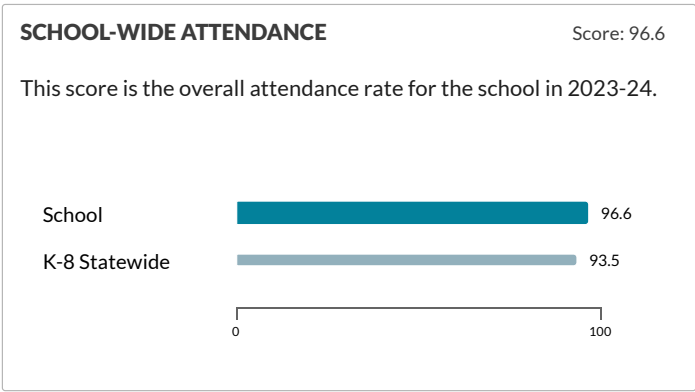 SCHOOL-WIDE ATTENDANCE Score: 96.6
This score is the overall attendance rate for the school in 2023-24.
School 96.6
K-8 Statewide 93.5
0 100